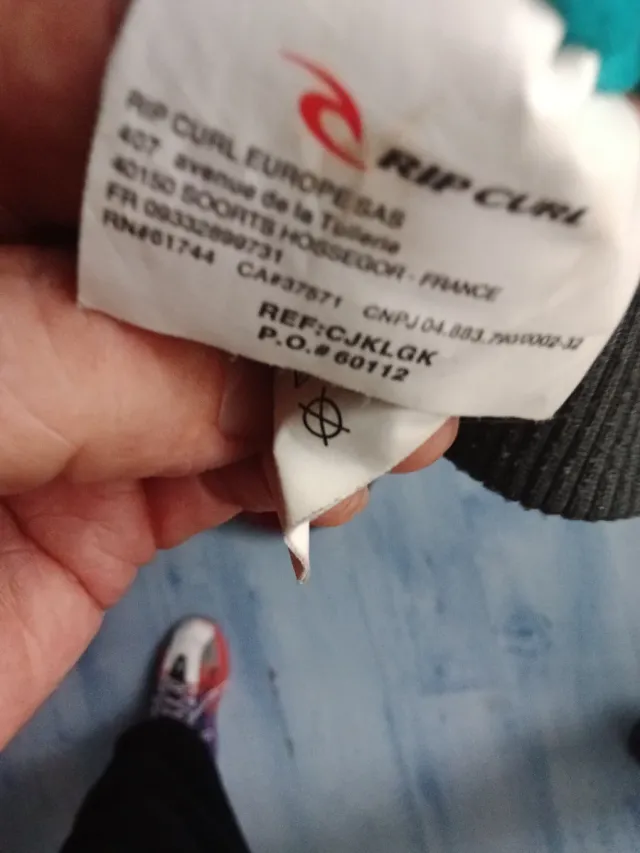 RIP CURL
RIP CURL EUROPE SAS
407 avenue de la Tuilerie
40150 SOORTS HOSSEGOR - FRANCE
FR 09332899731
RN#61744 CA#37571 CNPJ 04.883.793/0002-32
REF:CJKLGK
P.O.# 60112